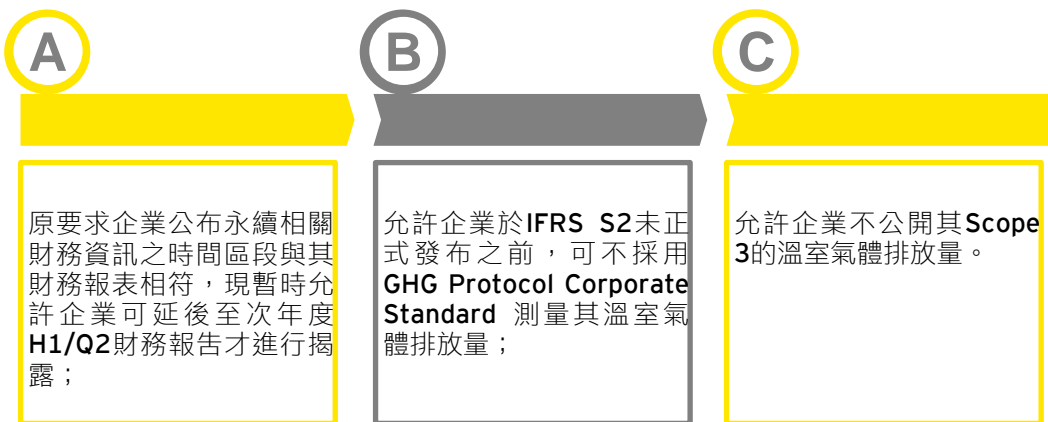 A
原要求企業公布永續相關
財務資訊之時間區段與其
財務報表相符，現暫時允
許企業可延後至次年度
H1/Q2財務報告才進行揭
露；
B
允許企業於IFRS S2未正
式發布之前，可不採用
GHG Protocol Corporate
Standard 測量其溫室氣
體排放量；
C
允許企業不公開其Scope
3的溫室氣體排放量。